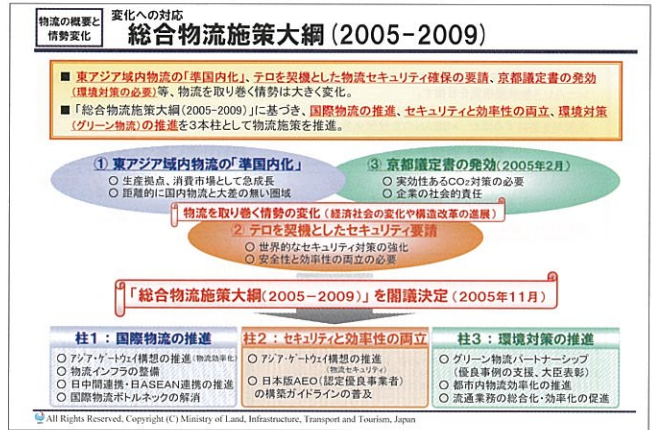 物流の概要と
情勢変化
変化への対応
総合物流施策大綱(2005-2009)
■ 東アジア域内物流の「準国内化」、テロを契機とした物流セキュリティ確保の要請、京都議定書の発効
(環境対策の必要)等、物流を取り巻く情勢は大きく変化。
■ 「総合物流施策大綱(2005-2009)」に基づき、国際物流の推進、セキュリティと効率性の両立、環境対策
(グリーン物流)の推進を3本柱として物流施策を推進。
① 東アジア域内物流の「準国内化」
○ 生産拠点、消費市場として急成長
○ 距離的に国内物流と大差の無い圏域
③ 京都議定書の発効(2005年2月)
○ 実効性あるCO2対策の必要
○ 企業の社会的責任
物流を取り巻く情勢の変化(経済社会の変化や構造改革の進展)
② テロを契機としたセキュリティ要請
○ 世界的なセキュリティ対策の強化
○ 安全性と効率性の両立の必要
「総合物流施策大綱(2005-2009)」を閣議決定(2005年11月)
柱1:国際物流の推進
○ アジア・ゲートウェイ構想の推進(物流効率化)
○ 物流インフラの整備
○ 日中間連携・日ASEAN連携の推進
○ 国際物流ボトルネックの解消
柱2:セキュリティと効率性の両立
○ アジア・ゲートウェイ構想の推進
(物流セキュリティ)
○ 日本版AEO(認定優良事業者)
の構築ガイドラインの普及
柱3:環境対策の推進
○ グリーン物流パートナーシップ
(優良事例の支援、大臣表彰)
○ 都市内物流効率化の推進
○ 流通業務の総合化・効率化の促進
All Rights Reserved, Copyright (C) Ministry of Land, Infrastructure, Transport and Tourism, Japan